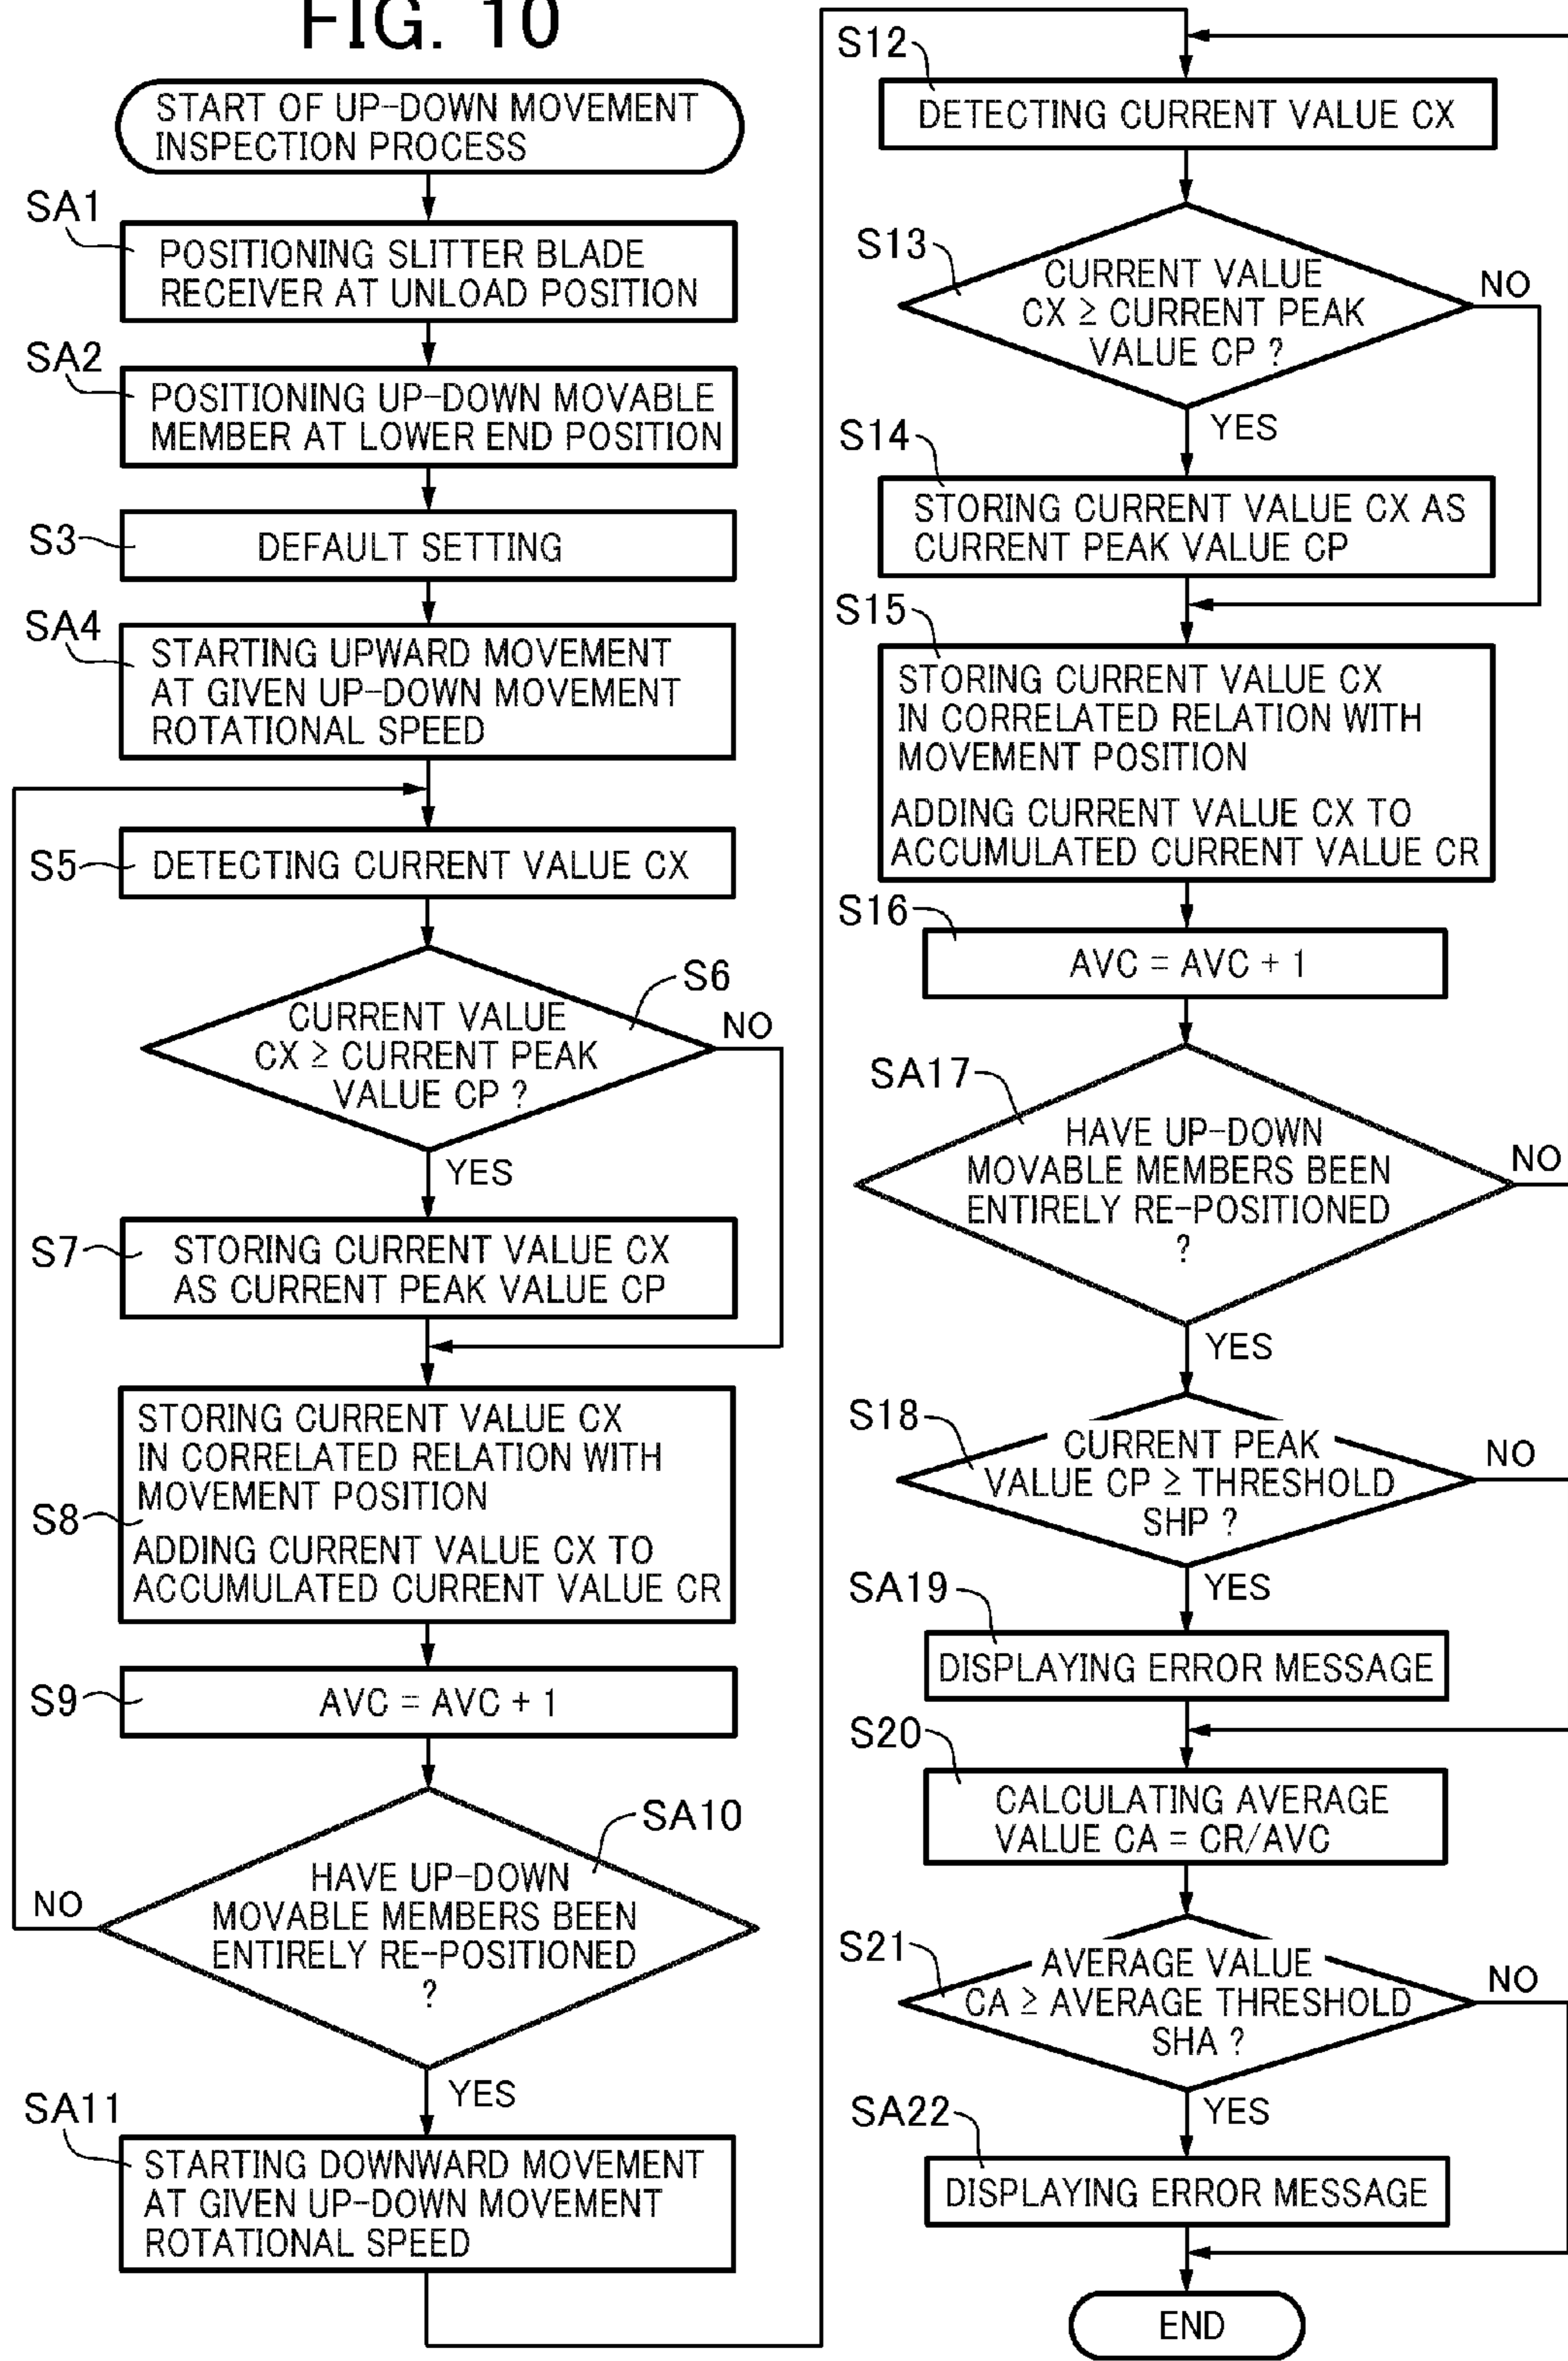 FIG. 10
START OF UP-DOWN MOVEMENT
INSPECTION PROCESS
SA1
POSITIONING SLITTER BLADE
RECEIVER AT UNLOAD POSITION
SA2
POSITIONING UP-DOWN MOVABLE
MEMBER AT LOWER END POSITION
S3
DEFAULT SETTING
SA4
STARTING UPWARD MOVEMENT
AT GIVEN UP-DOWN MOVEMENT
ROTATIONAL SPEED
S5
DETECTING CURRENT VALUE CX
S6
CURRENT VALUE
CX ≥ CURRENT PEAK
VALUE CP ?
NO
YES
S7
STORING CURRENT VALUE CX
AS CURRENT PEAK VALUE CP
S8
STORING CURRENT VALUE CX
IN CORRELATED RELATION WITH
MOVEMENT POSITION
ADDING CURRENT VALUE CX TO
ACCUMULATED CURRENT VALUE CR
S9
AVC = AVC + 1
SA10
HAVE UP-DOWN
MOVABLE MEMBERS BEEN
ENTIRELY RE-POSITIONED
?
NO
YES
SA11
STARTING DOWNWARD MOVEMENT
AT GIVEN UP-DOWN MOVEMENT
ROTATIONAL SPEED
S12
DETECTING CURRENT VALUE CX
S13
CURRENT VALUE
CX ≥ CURRENT PEAK
VALUE CP ?
NO
YES
S14
STORING CURRENT VALUE CX AS
CURRENT PEAK VALUE CP
S15
STORING CURRENT VALUE CX
IN CORRELATED RELATION WITH
MOVEMENT POSITION
ADDING CURRENT VALUE CX TO
ACCUMULATED CURRENT VALUE CR
S16
AVC = AVC + 1
SA17
HAVE UP-DOWN
MOVABLE MEMBERS BEEN
ENTIRELY RE-POSITIONED
?
NO
YES
S18
CURRENT PEAK
VALUE CP ≥ THRESHOLD
SHP ?
NO
YES
SA19
DISPLAYING ERROR MESSAGE
S20
CALCULATING AVERAGE
VALUE CA = CR/AVC
S21
AVERAGE VALUE
CA ≥ AVERAGE THRESHOLD
SHA ?
NO
YES
SA22
DISPLAYING ERROR MESSAGE
END